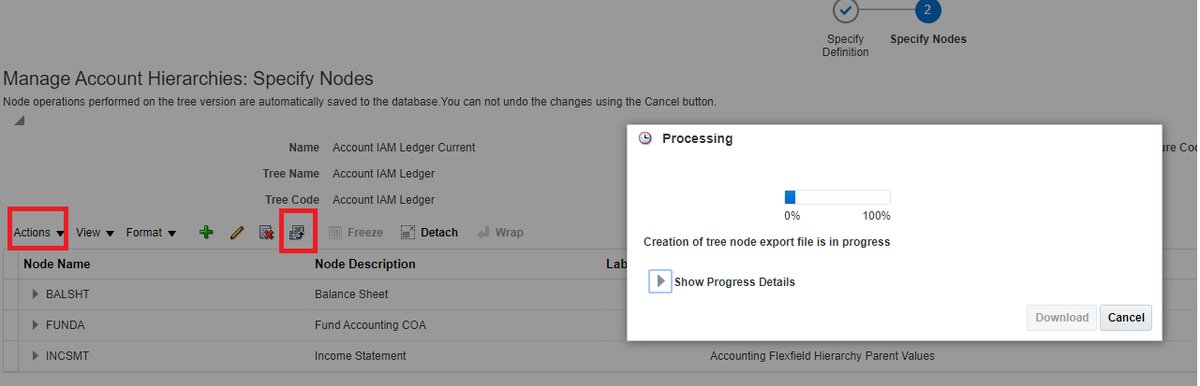 2
Specify
Definition
Specify Nodes
Manage Account Hierarchies: Specify Nodes
Node operations performed on the tree version are automatically saved to the database.You can not undo the changes using the Cancel button.
Name Account IAM Ledger Current
Tree Name Account IAM Ledger
Tree Code Account IAM Ledger
ure Coc
Actions View Format Freeze Detach Wrap
Node Name Node Description Lab
BALSHT Balance Sheet
FUNDA Fund Accounting COA
INCSMT Income Statement Accounting Flexfield Hierarchy Parent Values
Processing
0% 100%
Creation of tree node export file is in progress
Show Progress Details
Download Cancel